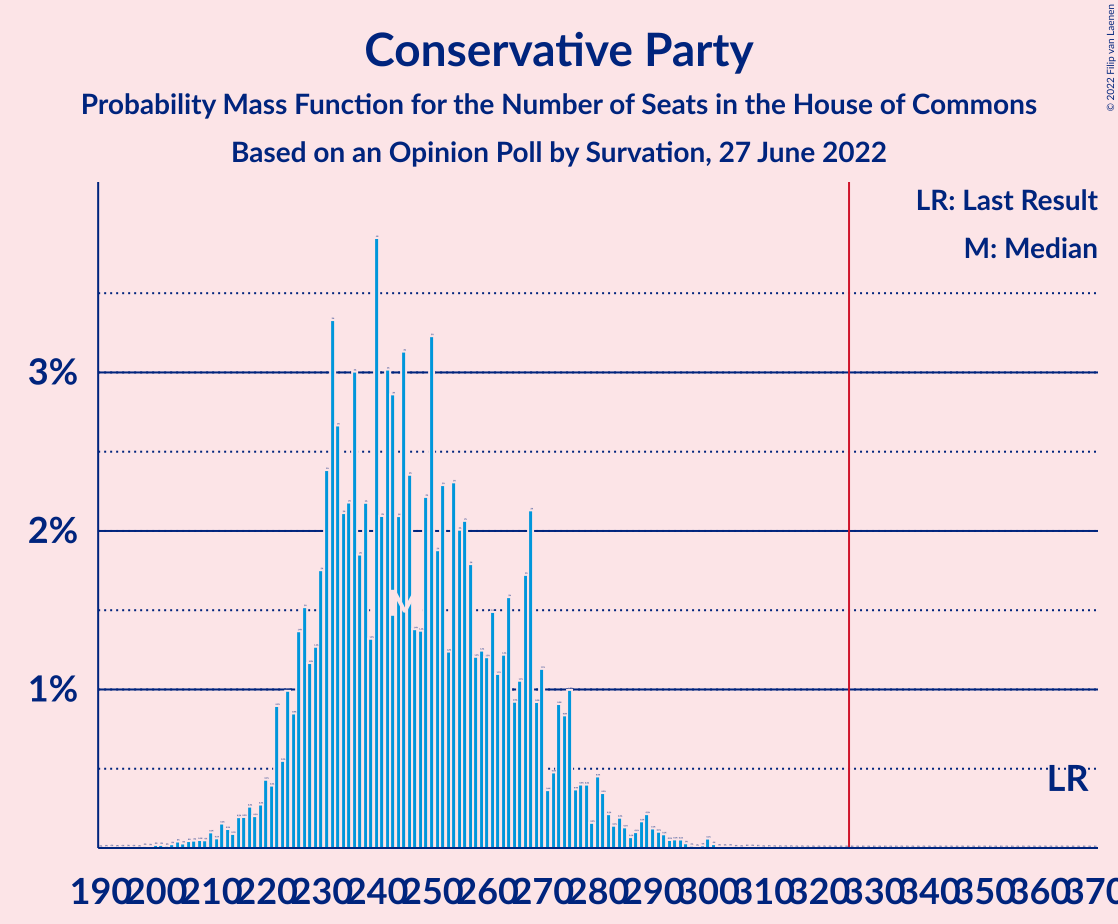 Conservative Party
Probability Mass Function for the Number of Seats in the House of Commons
Based on an Opinion Poll by Survation, 27 June 2022
© 2022 Filip van Laenen
LR: Last Result
M: Median
3%
2%
1%
M
LR
190 200 210 220 230 240 250 260 270 280 290 300 310 320 330 340 350 360 370